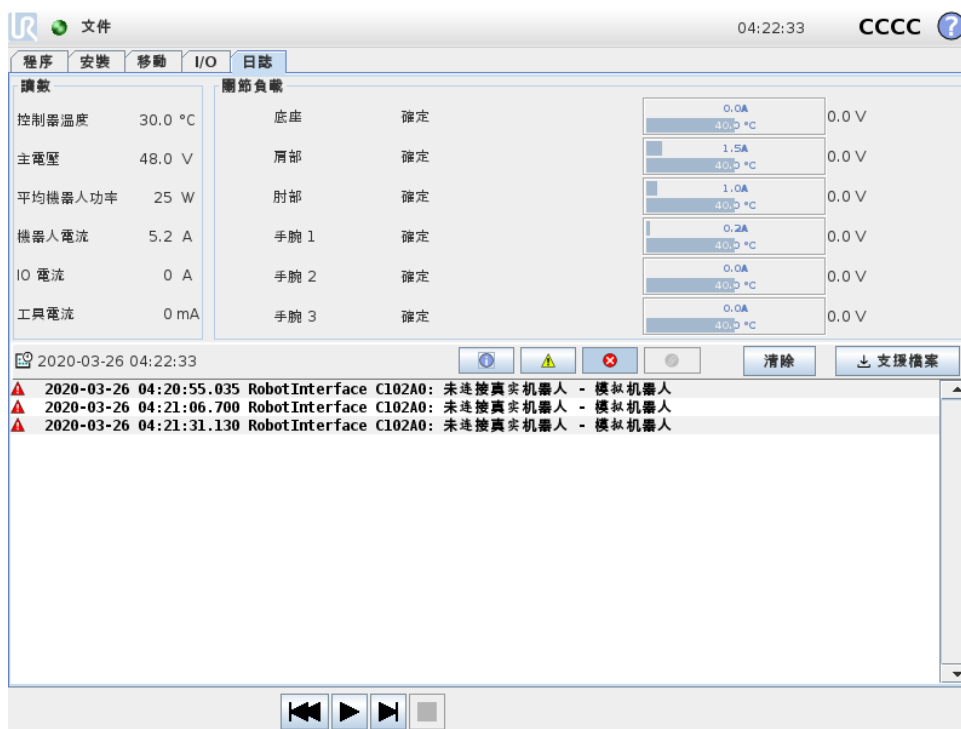 UR 文件 04:22:33 CCCC ?
程序 安裝 移動 I/O 日誌
讀數 關節負載
控制器溫度 30.0 °C 底座 確定 0.0A 40.0 °C 0.0 V
主電壓 48.0 V 肩部 確定 1.5A 40.0 °C 0.0 V
平均機器人功率 25 W 肘部 確定 1.0A 40.0 °C 0.0 V
機器人電流 5.2 A 手腕 1 確定 0.2A 40.0 °C 0.0 V
IO 電流 0 A 手腕 2 確定 0.0A 40.0 °C 0.0 V
工具電流 0 mA 手腕 3 確定 0.0A 40.0 °C 0.0 V
2020-03-26 04:22:33 清除 支援檔案
2020-03-26 04:20:55.035 RobotInterface C102A0: 未连接真实机器人 - 模拟机器人
2020-03-26 04:21:06.700 RobotInterface C102A0: 未连接真实机器人 - 模拟机器人
2020-03-26 04:21:31.130 RobotInterface C102A0: 未连接真实机器人 - 模拟机器人